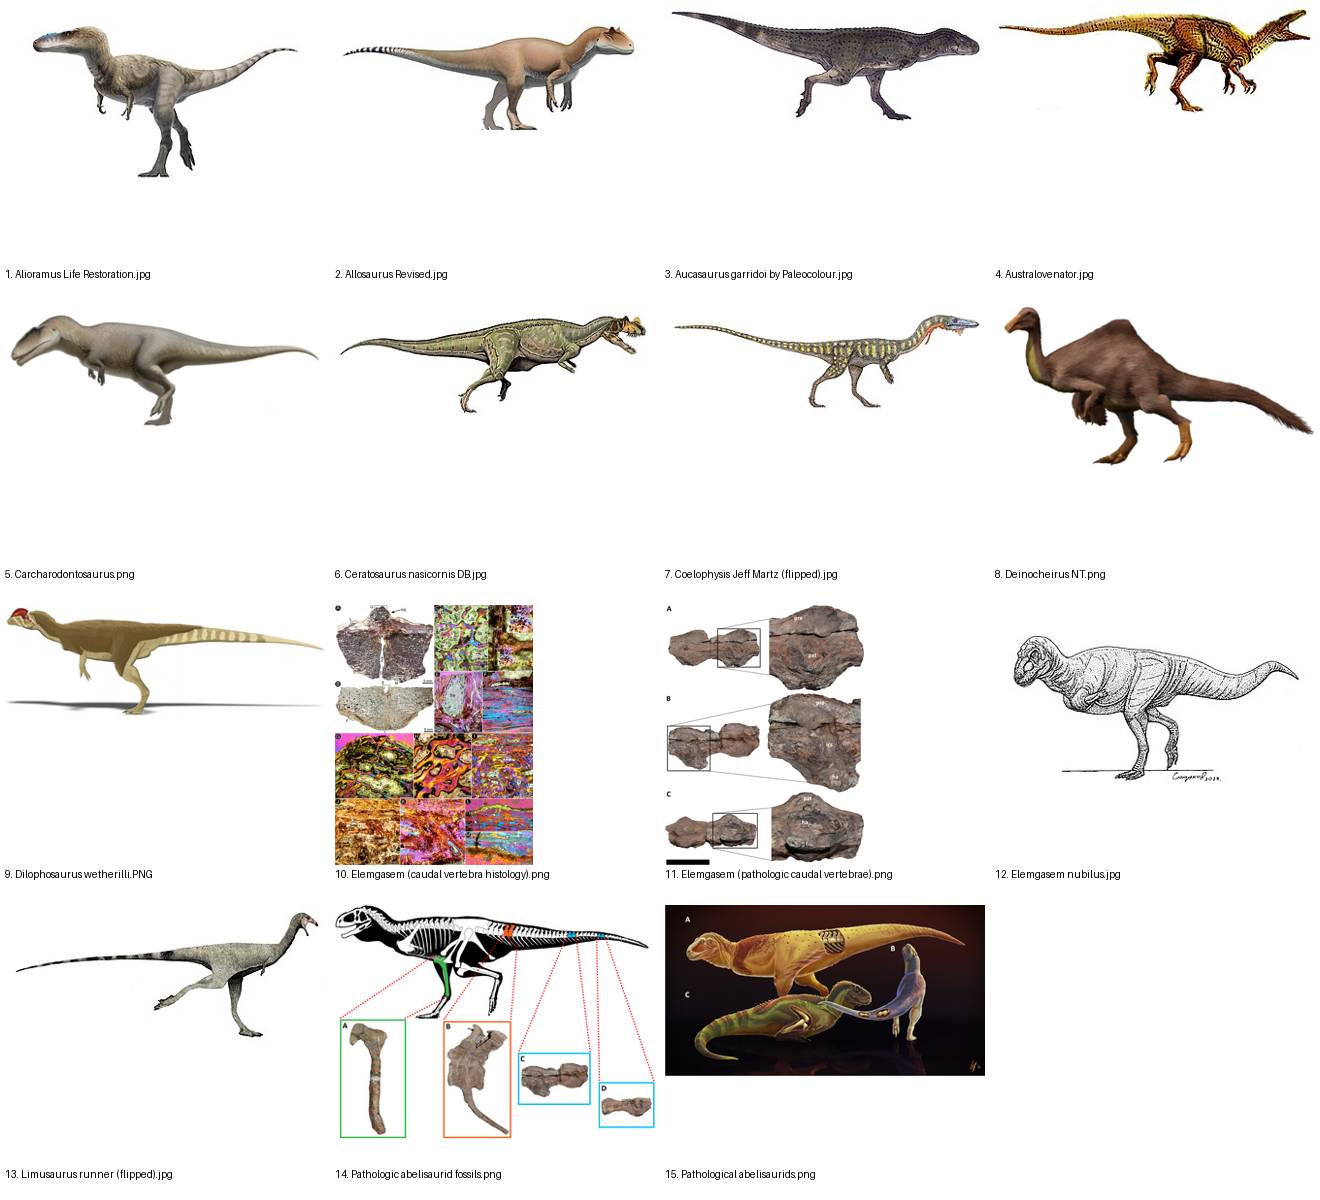 1. Alioramus Life Restoration.jpg
2. Allosaurus Revised.jpg
3. Aucasaurus garridoi by Paleocolour.jpg
4. Australovenator.jpg
5. Carcharodontosaurus.png
6. Ceratosaurus nasicornis DB.jpg
7. Coelophysis Jeff Martz (flipped).jpg
8. Deinocheirus NT.png
A
B
C
9. Dilophosaurus wetherilli.PNG
10. Elemgasem (caudal vertebra histology).png
11. Elemgasem (pathologic caudal vertebrae).png
12. Elemgasem nubilus.jpg
A
B
C
D
A
B
C
13. Limusaurus runner (flipped).jpg
14. Pathologic abelisaurid fossils.png
15. Pathological abelisaurids.png